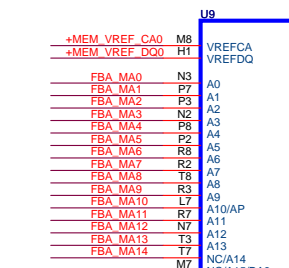 U9
+MEM_VREF_CA0 M8 VREFCA
+MEM_VREF_DQ0 H1 VREFDQ
FBA_MA0 N3 A0
FBA_MA1 P7 A1
FBA_MA2 P3 A2
FBA_MA3 N2 A3
FBA_MA4 P8 A4
FBA_MA5 P2 A5
FBA_MA6 R8 A6
FBA_MA7 R2 A7
FBA_MA8 T8 A8
FBA_MA9 R3 A9
FBA_MA10 L7 A10/AP
FBA_MA11 R7 A11
FBA_MA12 N7 A12
FBA_MA13 T3 A13
FBA_MA14 T7 NC/A14
M7